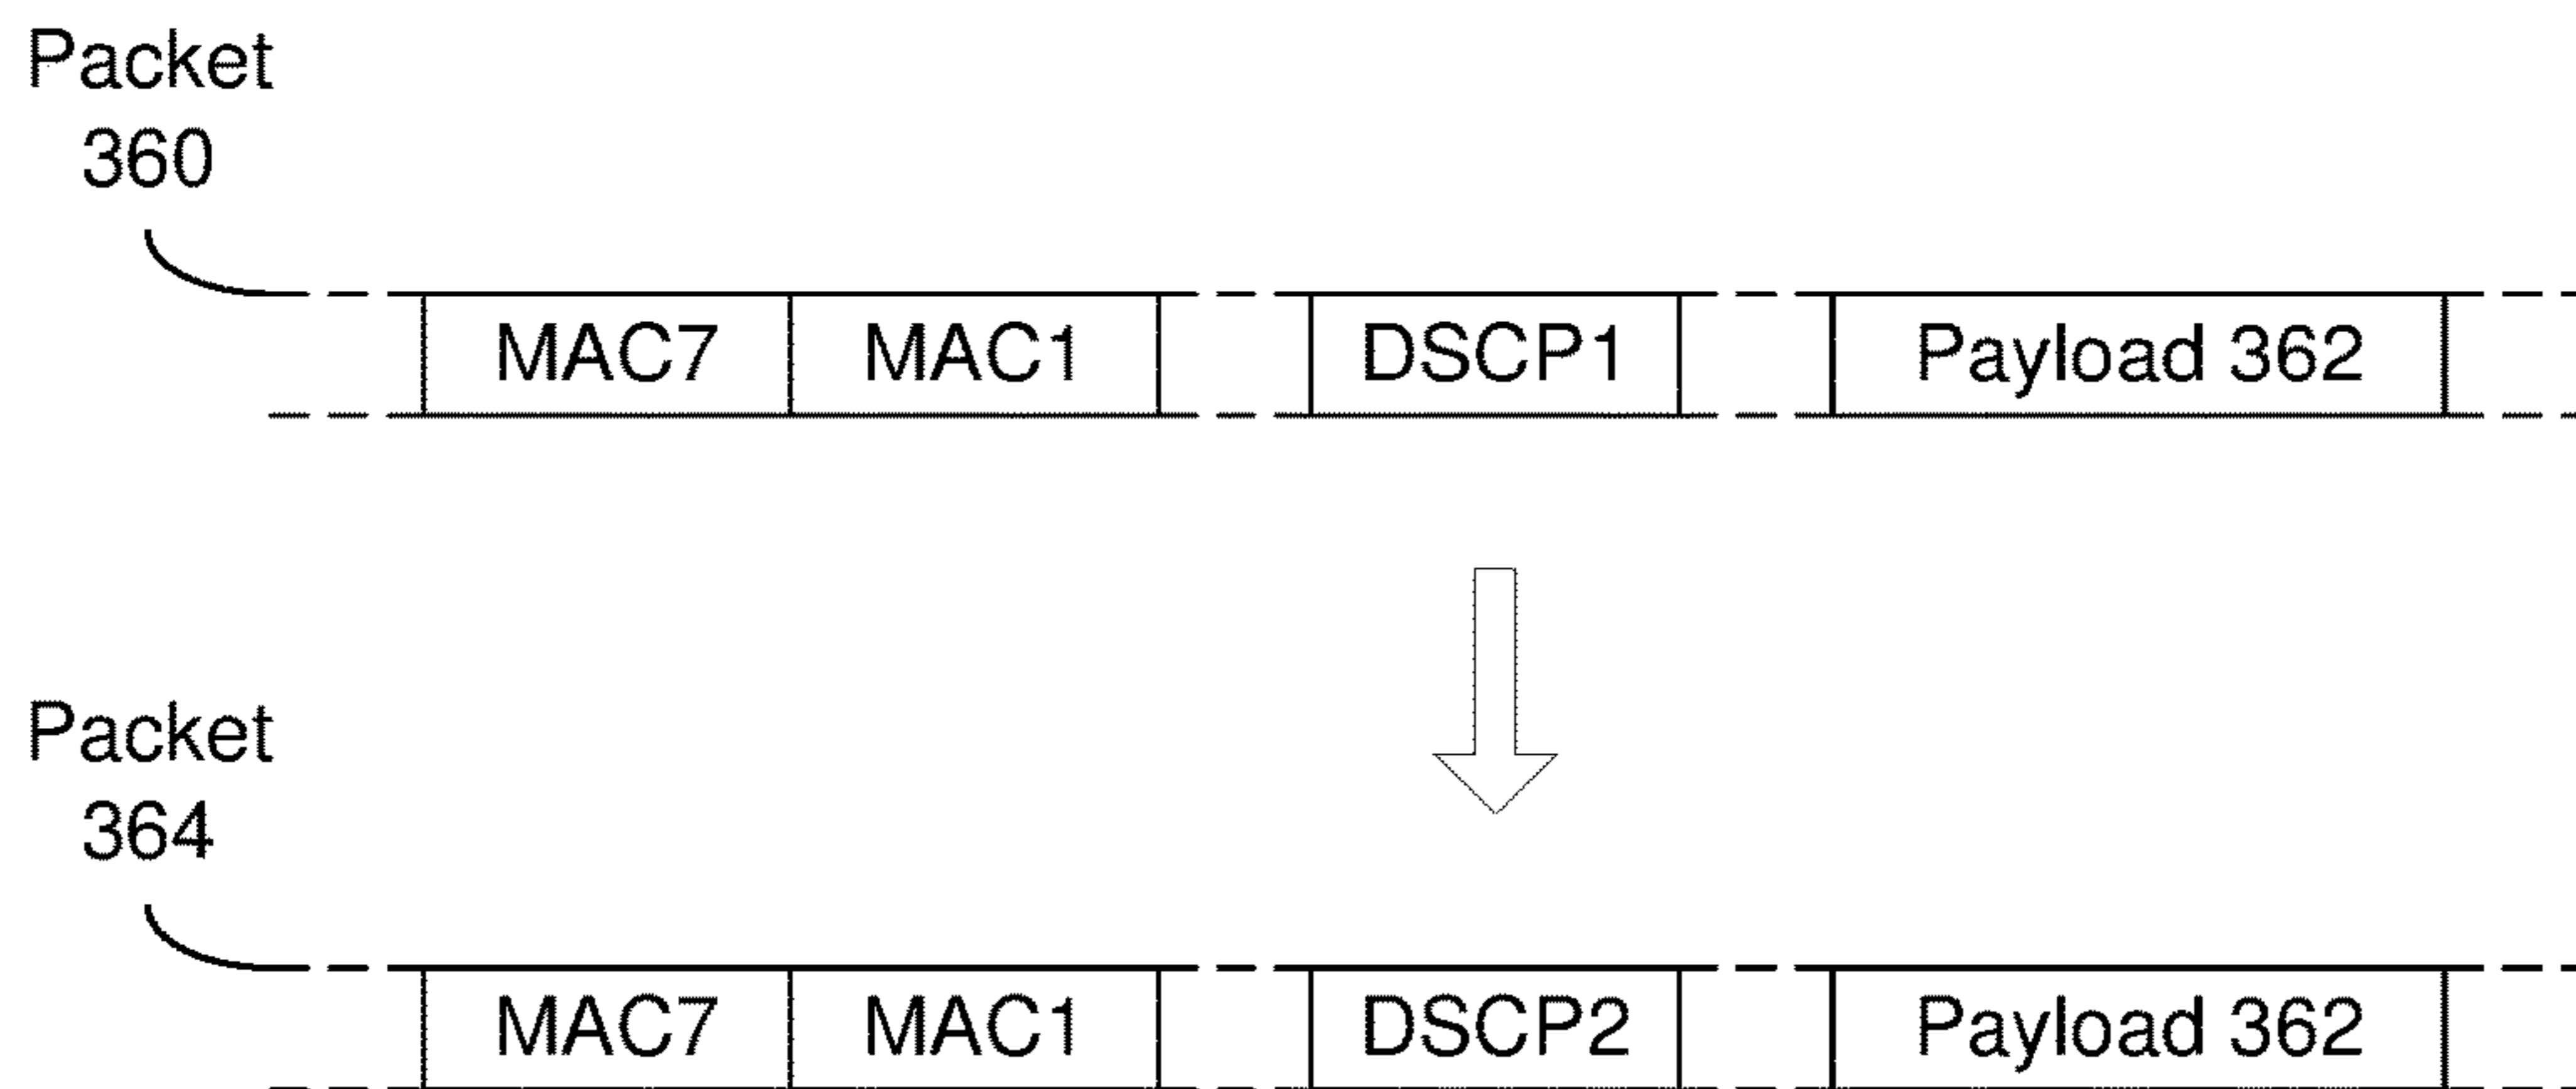 Packet
360
MAC7 MAC1 DSCP1 Payload 362
Packet
364
MAC7 MAC1 DSCP2 Payload 362